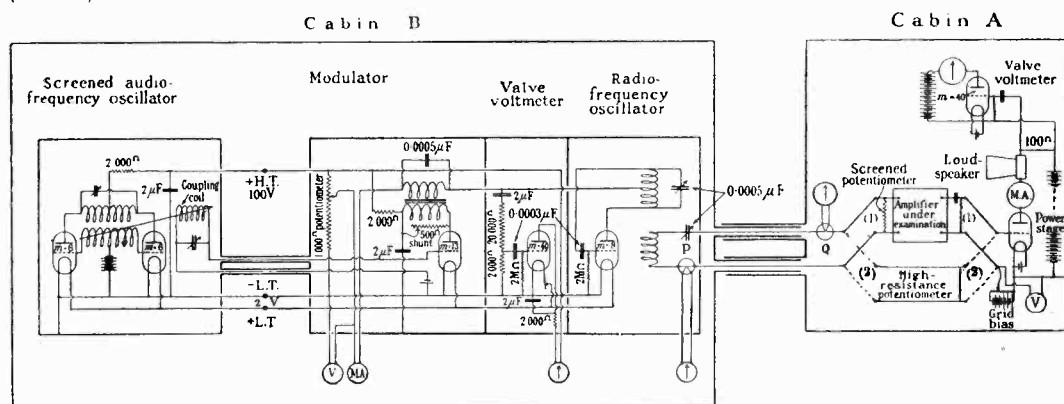 Cabin B
Cabin A
Screened audio-
frequency oscillator
Modulator
Valve
voltmeter
Radio-
frequency
oscillator
Valve
voltmeter
m=40
100Ω
Loud-
speaker
M.A.
Power
stage
0·0005μF
2 000Ω
2μF
Coupling
coil
+H.T.
100V
1000Ω potentiometer
2 000Ω
500Ω
shunt
2μF
2μF
20,000Ω
2 000Ω
0·0003μF
2MΩ
2MΩ
2μF
2 000Ω
0·0005μF
P
Q
Screened
potentiometer
(1)
Amplifier
under
examination
(1)
(2)
High-
resistance
potentiometer
(2)
Grid
bias
V
-L.T.
2 V
+L.T
V
M.A